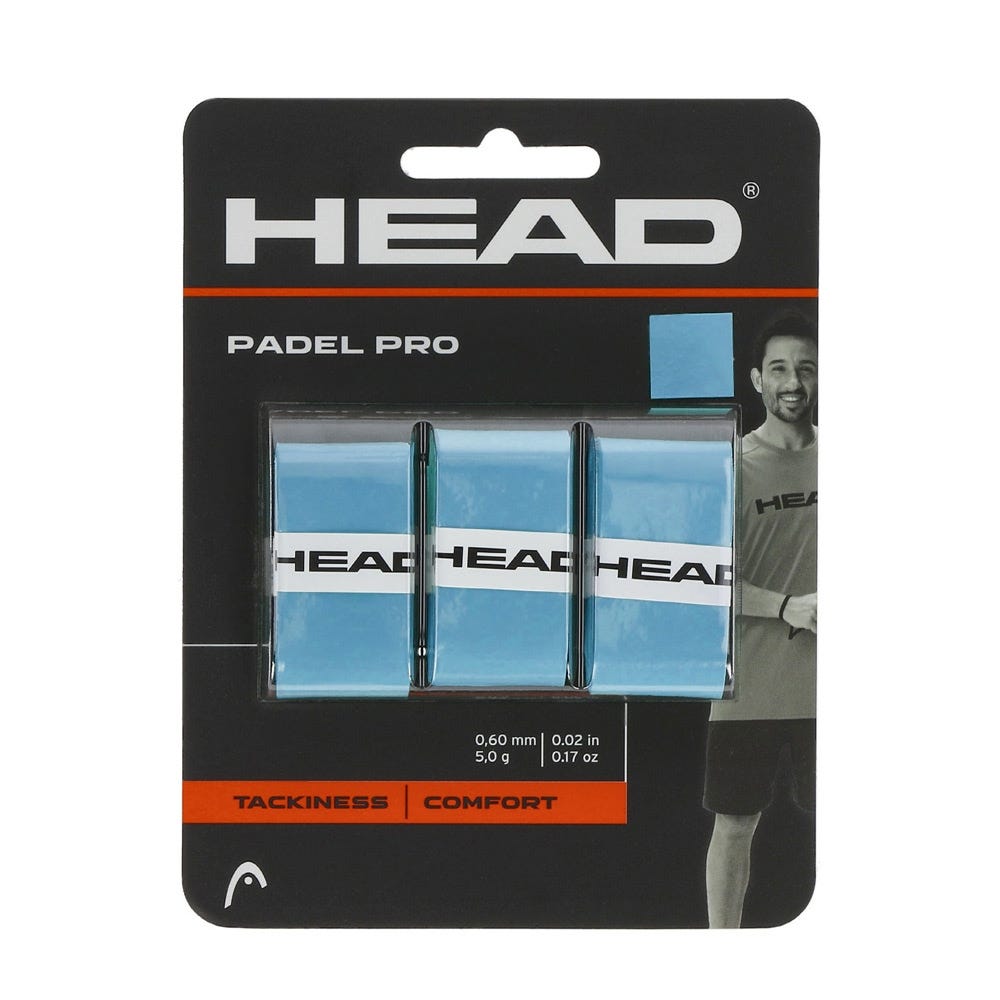 HEAD®
PADEL PRO
HEAD
HEAD
HEAD
HEA
0,60 mm | 0.02 in
5,0 g | 0.17 oz
TACKINESS | COMFORT